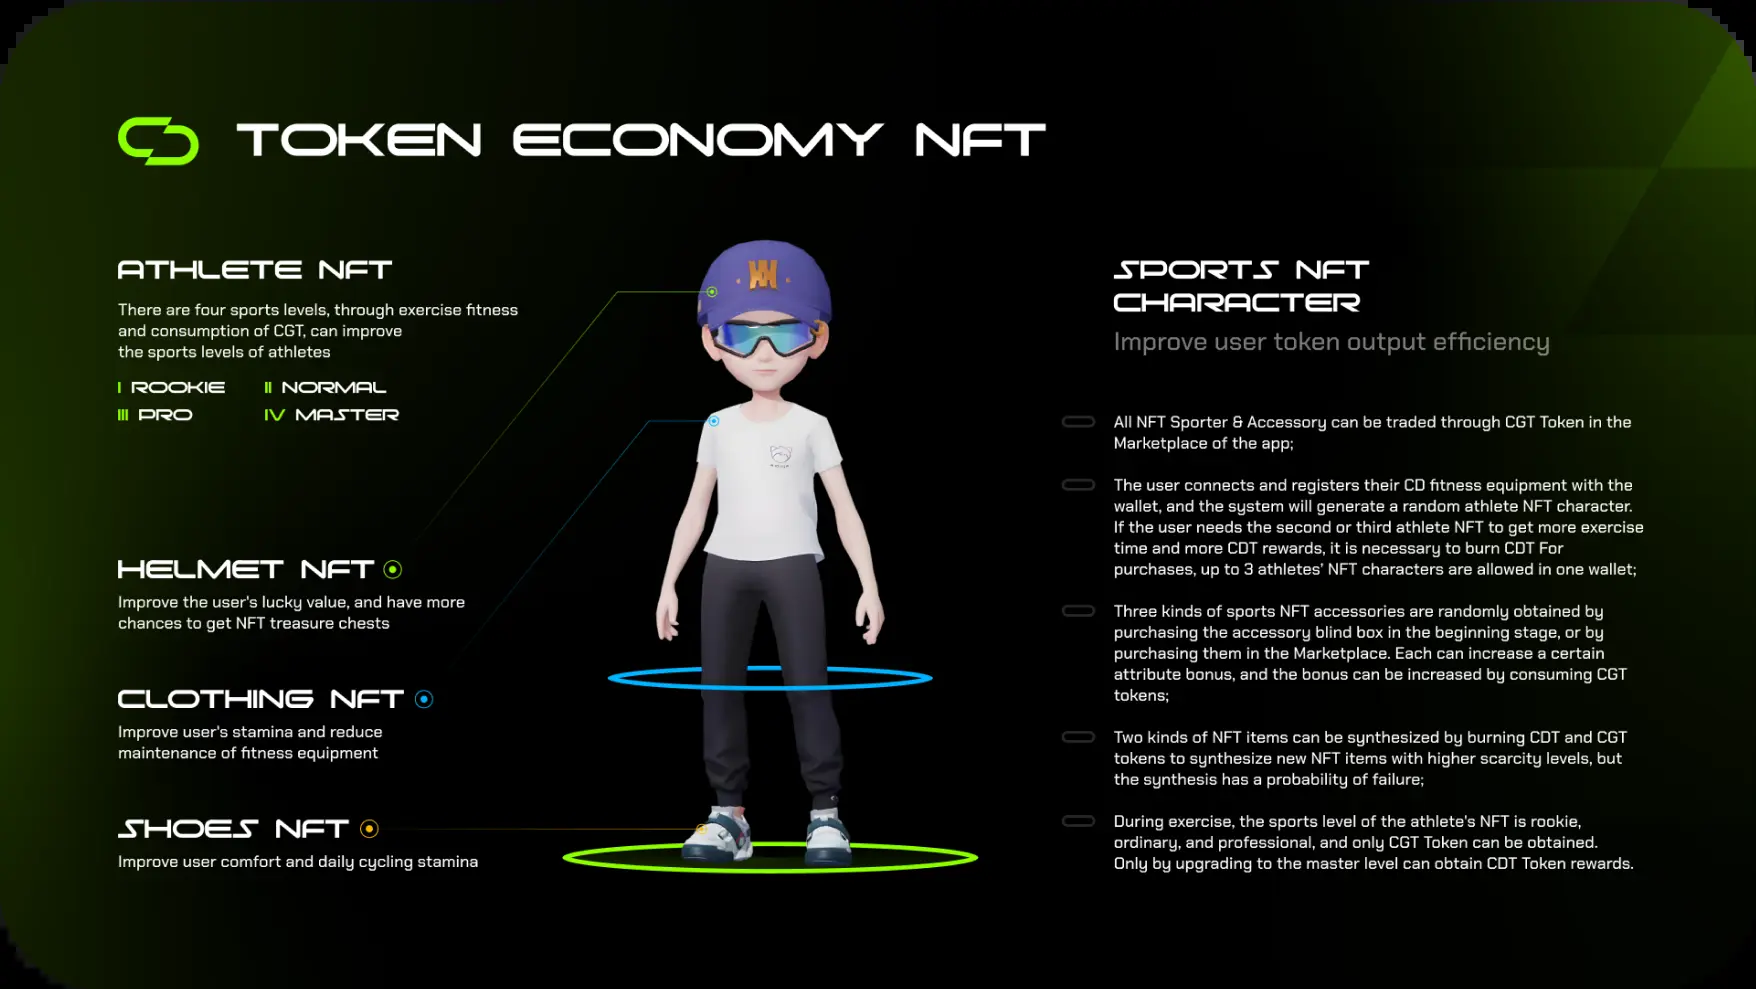 TOKEN ECONOMY NFT
ATHLETE NFT
There are four sports levels, through exercise fitness
and consumption of CGT, can improve
the sports levels of athletes
I ROOKIE
II NORMAL
III PRO
IV MASTER
HELMET NFT
Improve the user's lucky value, and have more
chances to get NFT treasure chests
CLOTHING NFT
Improve user's stamina and reduce
maintenance of fitness equipment
SHOES NFT
Improve user comfort and daily cycling stamina
SPORTS NFT
CHARACTER
Improve user token output efficiency
All NFT Sporter & Accessory can be traded through CGT Token in the
Marketplace of the app;
The user connects and registers their CD fitness equipment with the
wallet, and the system will generate a random athlete NFT character.
If the user needs the second or third athlete NFT to get more exercise
time and more CDT rewards, it is necessary to burn CDT For
purchases, up to 3 athletes' NFT characters are allowed in one wallet;
Three kinds of sports NFT accessories are randomly obtained by
purchasing the accessory blind box in the beginning stage, or by
purchasing them in the Marketplace. Each can increase a certain
attribute bonus, and the bonus can be increased by consuming CGT
tokens;
Two kinds of NFT items can be synthesized by burning CDT and CGT
tokens to synthesize new NFT items with higher scarcity levels, but
the synthesis has a probability of failure;
During exercise, the sports level of the athlete's NFT is rookie,
ordinary, and professional, and only CGT Token can be obtained.
Only by upgrading to the master level can obtain CDT Token rewards.